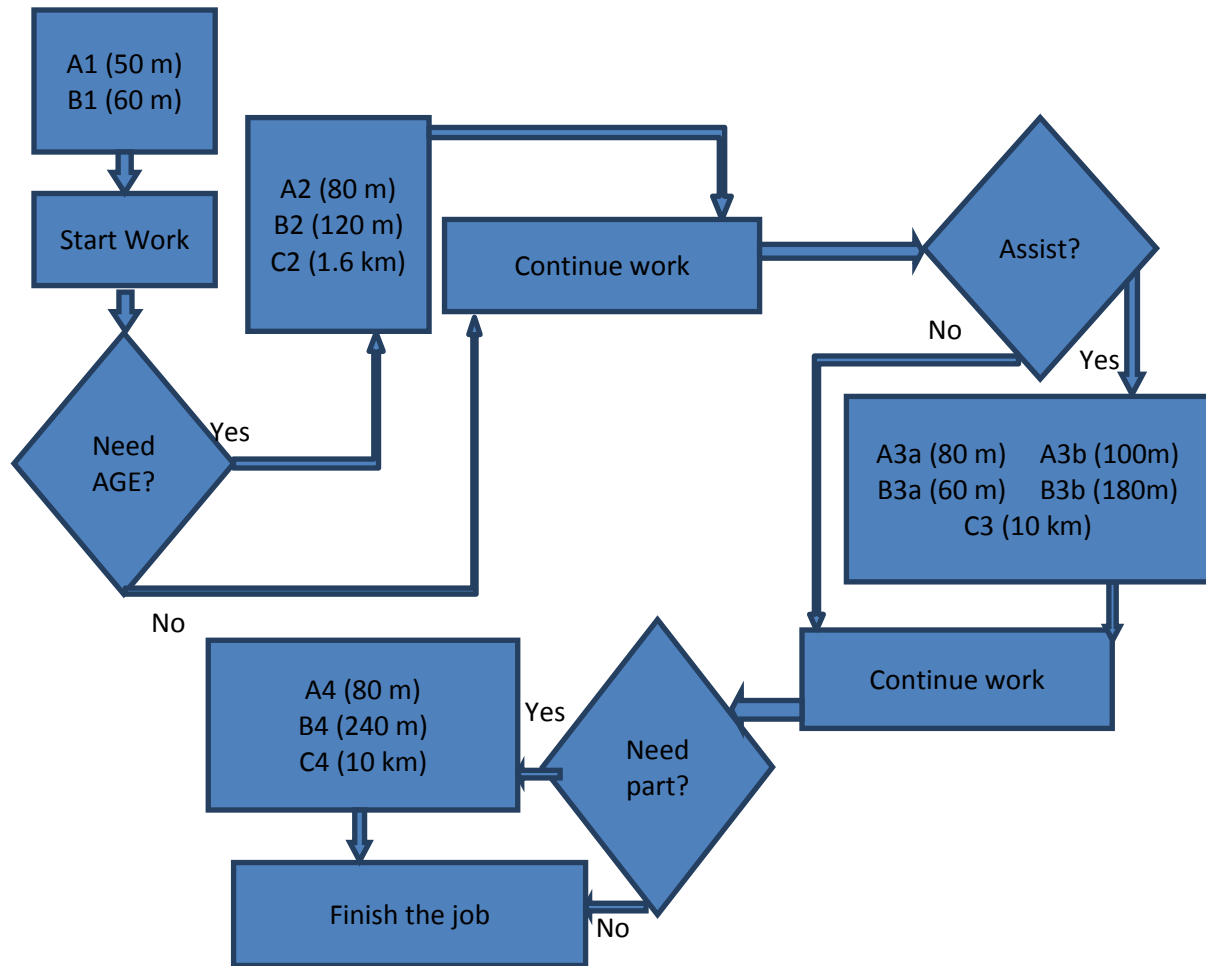 A1 (50 m)
B1 (60 m)
Start Work
Need
AGE?
Yes
No
A2 (80 m)
B2 (120 m)
C2 (1.6 km)
Continue work
Assist?
No
Yes
A3a (80 m) A3b (100m)
B3a (60 m) B3b (180m)
C3 (10 km)
Continue work
Need
part?
Yes
No
A4 (80 m)
B4 (240 m)
C4 (10 km)
Finish the job